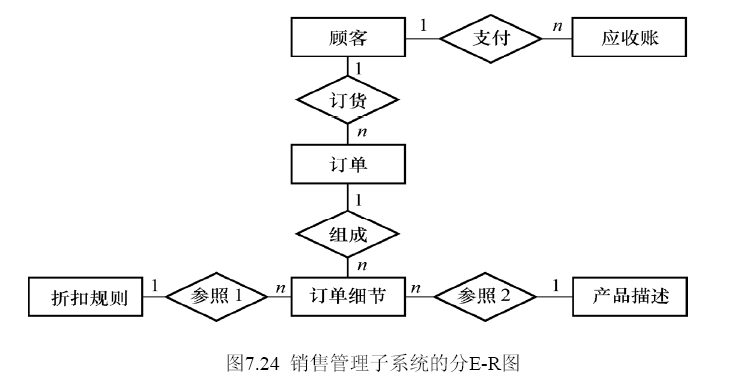 顾客 1 支付 n 应收账
1
订货
n
订单
1
组成
n
折扣规则 1 参照1 n 订单细节 n 参照2 1 产品描述
图7.24 销售管理子系统的分E-R图